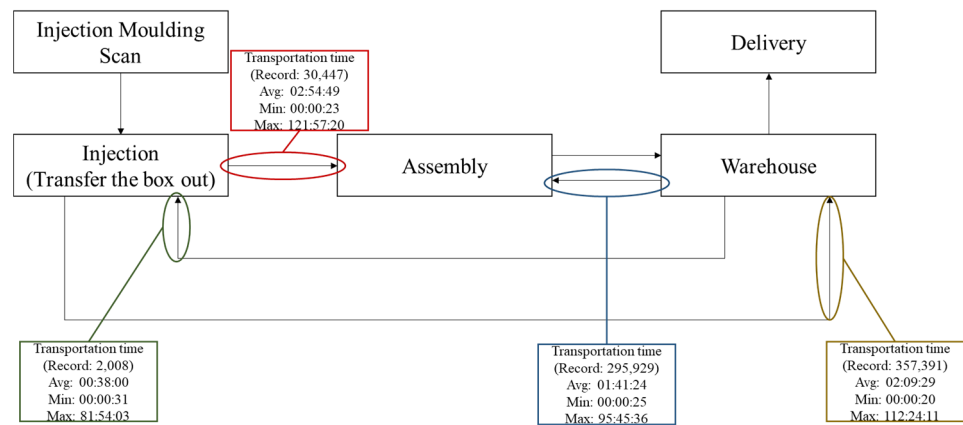 Injection Moulding
Scan
Delivery
Transportation time
(Record: 30,447)
Avg: 02:54:49
Min: 00:00:23
Max: 121:57:20
Injection
(Transfer the box out)
Assembly
Warehouse
Transportation time
(Record: 2,008)
Avg: 00:38:00
Min: 00:00:31
Max: 81:54:03
Transportation time
(Record: 295,929)
Avg: 01:41:24
Min: 00:00:25
Max: 95:45:36
Transportation time
(Record: 357,391)
Avg: 02:09:29
Min: 00:00:20
Max: 112:24:11